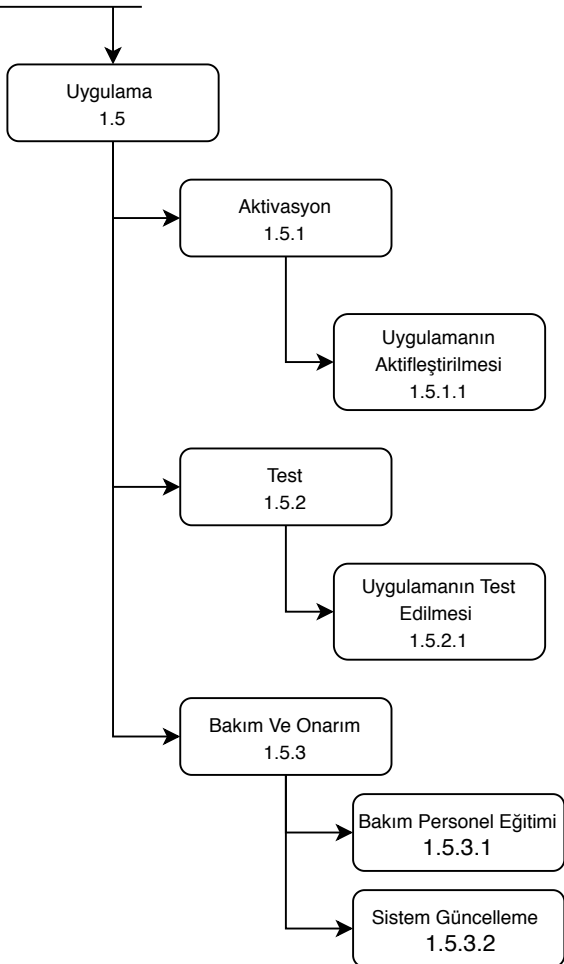 Uygulama
1.5
Aktivasyon
1.5.1
Uygulamanın
Aktifleştirilmesi
1.5.1.1
Test
1.5.2
Uygulamanın Test
Edilmesi
1.5.2.1
Bakım Ve Onarım
1.5.3
Bakım Personel Eğitimi
1.5.3.1
Sistem Güncelleme
1.5.3.2